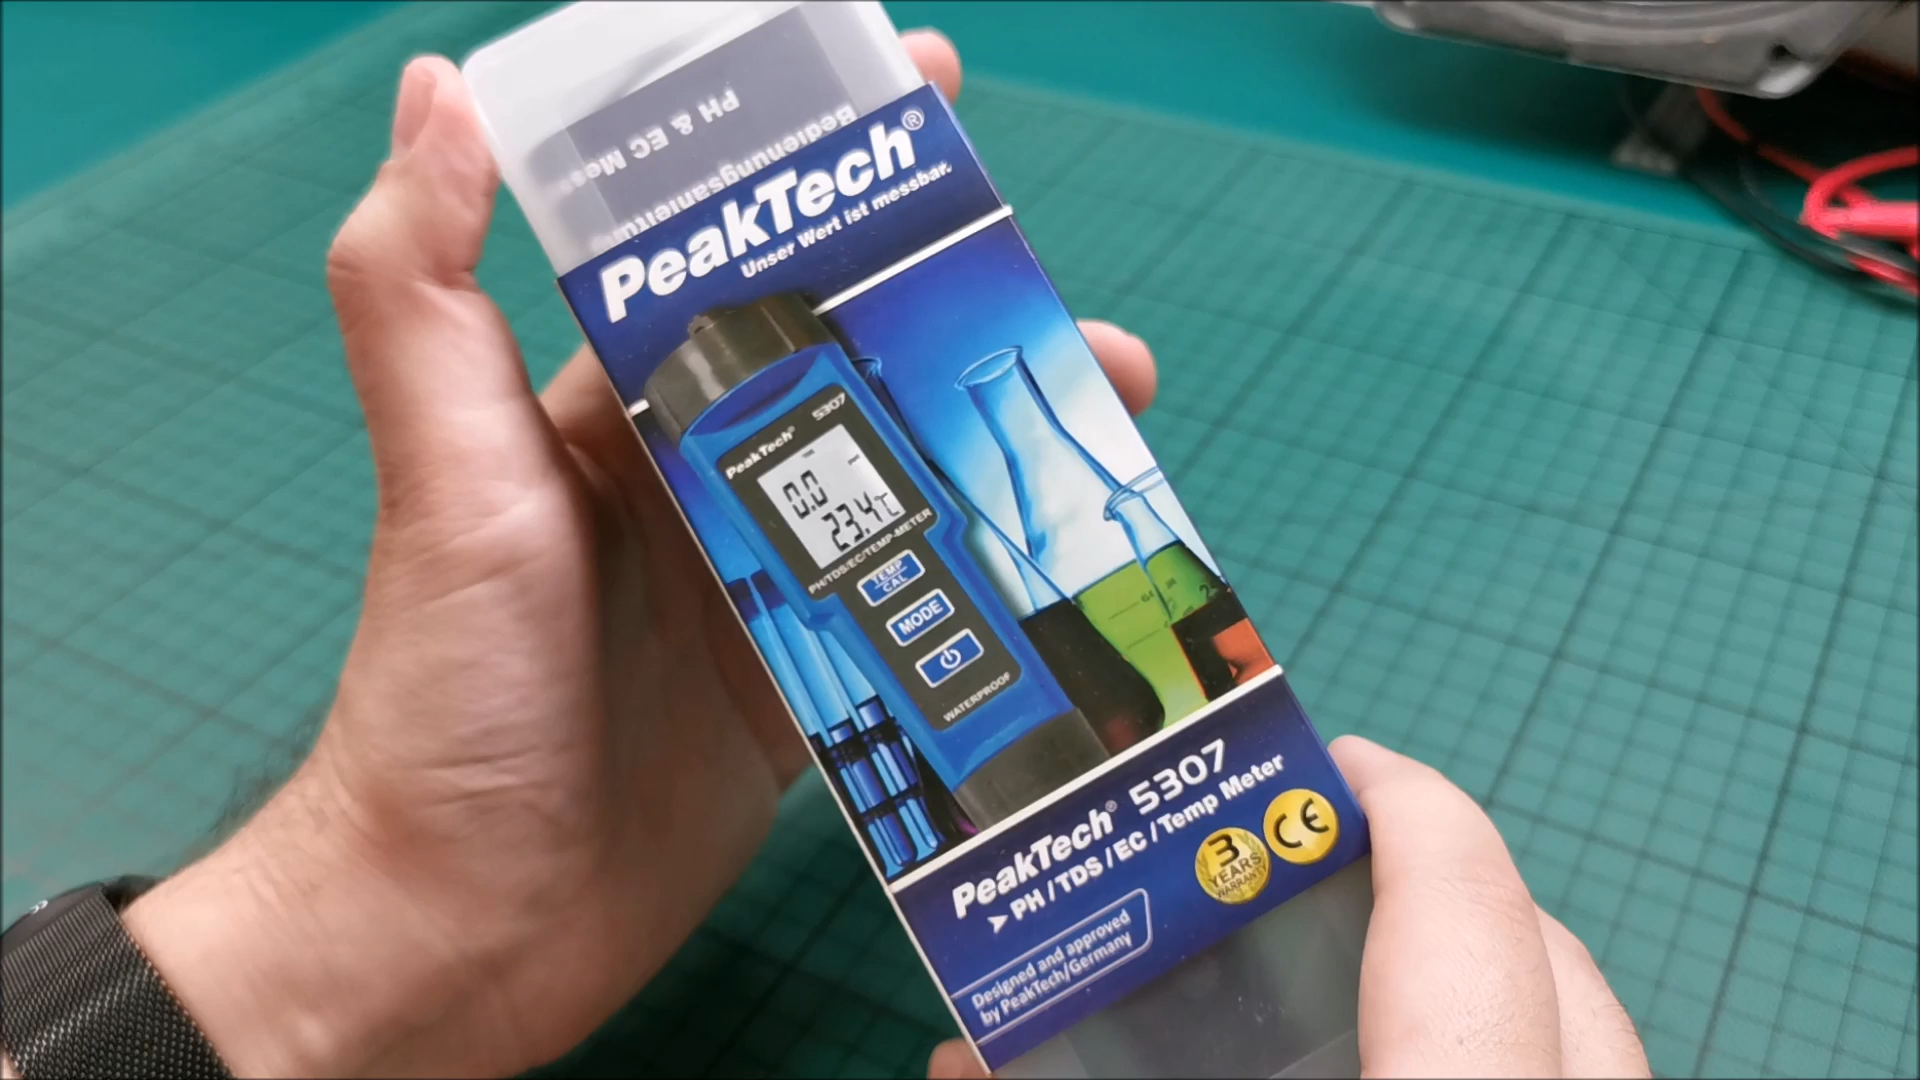 PH & EC Mess
Bedienungsanleitung
PeakTech®
Unser Wert ist messbar.
PeakTech® 5307
0.0
23.4°C
PH/TDS/EC/TEMP-METER
TEMP
CAL
MODE
WATERPROOF
PeakTech® 5307
➤ PH / TDS / EC / Temp Meter
3
YEARS
WARRANTY
CE
Designed and approved
by PeakTech/Germany